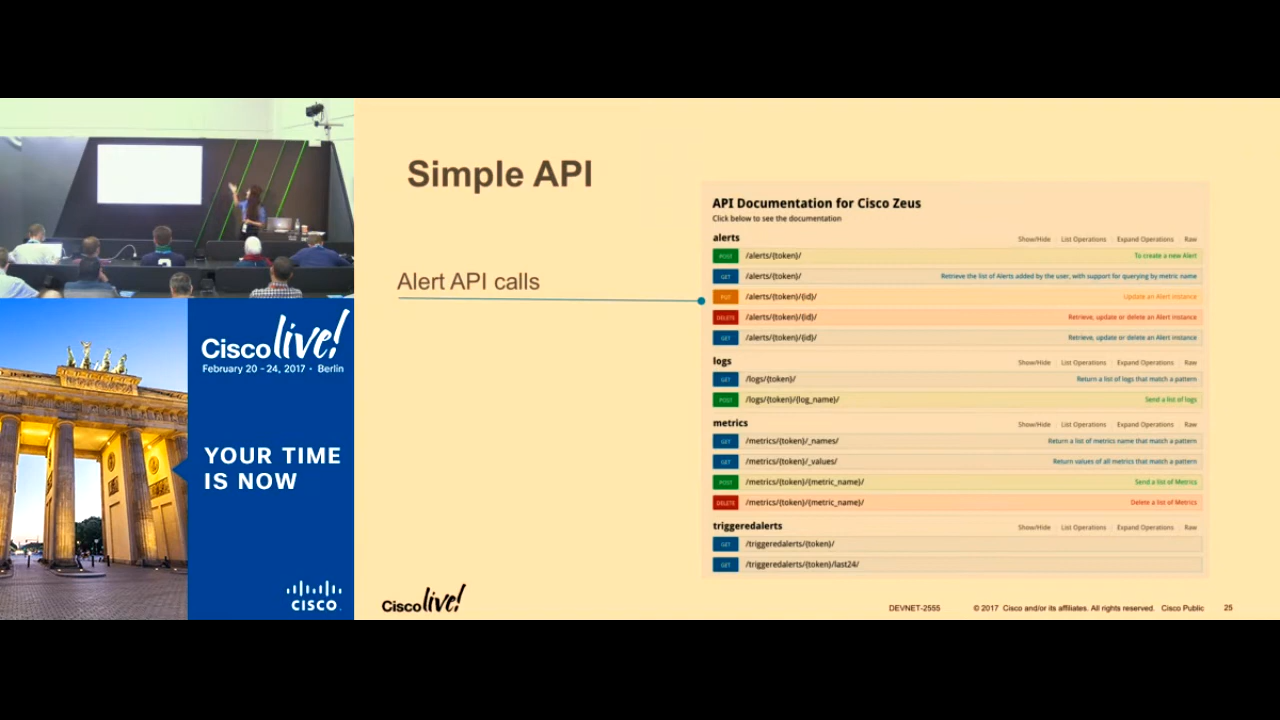 Simple API
Alert API calls
API Documentation for Cisco Zeus
Click below to see the documentation
alerts Show/Hide List Operations Expand Operations Raw
POST /alerts/{token}/ To create a new Alert
GET /alerts/{token}/ Retrieve the list of Alerts added by the user, with support for querying by metric name
PUT /alerts/{token}/{id}/ Update an Alert instance
DELETE /alerts/{token}/{id}/ Retrieve, update or delete an Alert instance
GET /alerts/{token}/{id}/ Retrieve, update or delete an Alert instance
logs Show/Hide List Operations Expand Operations Raw
GET /logs/{token}/ Return a list of logs that match a pattern
POST /logs/{token}/{log_name}/ Send a list of logs
metrics Show/Hide List Operations Expand Operations Raw
GET /metrics/{token}/_names/ Return a list of metrics name that match a pattern
GET /metrics/{token}/_values/ Return values of all metrics that match a pattern
POST /metrics/{token}/{metric_name}/ Send a list of Metrics
DELETE /metrics/{token}/{metric_name}/ Delete a list of Metrics
triggeredalerts Show/Hide List Operations Expand Operations Raw
GET /triggeredalerts/{token}/
GET /triggeredalerts/{token}/last24/
Cisco live!
February 20 - 24, 2017 • Berlin
YOUR TIME
IS NOW
CISCO.
Cisco live!
DEVNET-2555 © 2017 Cisco and/or its affiliates. All rights reserved. Cisco Public 25